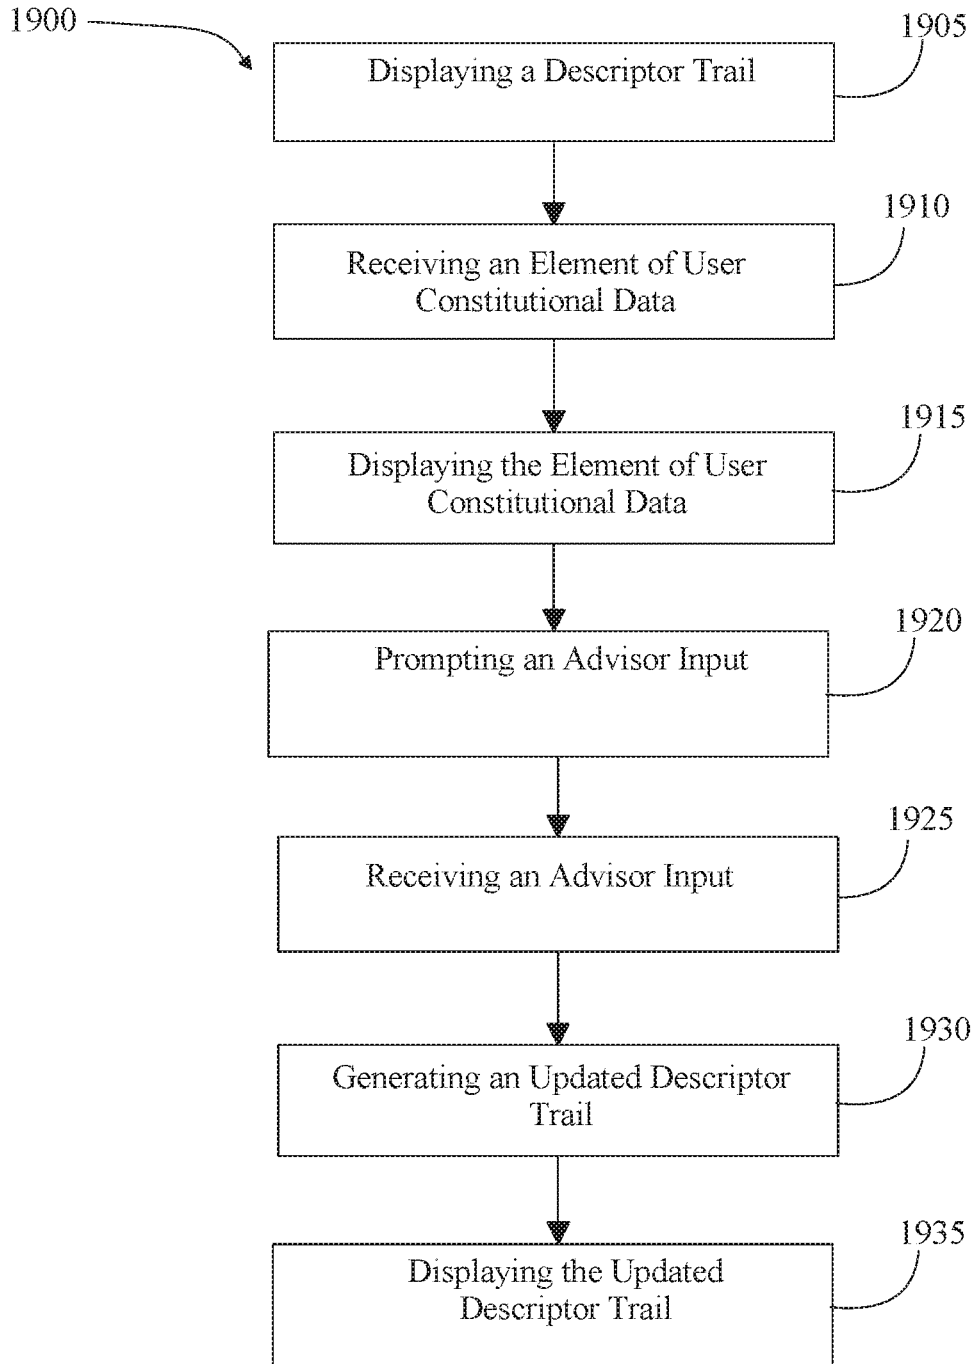 1900
1905
Displaying a Descriptor Trail
1910
Receiving an Element of User
Constitutional Data
1915
Displaying the Element of User
Constitutional Data
1920
Prompting an Advisor Input
1925
Receiving an Advisor Input
1930
Generating an Updated Descriptor
Trail
1935
Displaying the Updated
Descriptor Trail